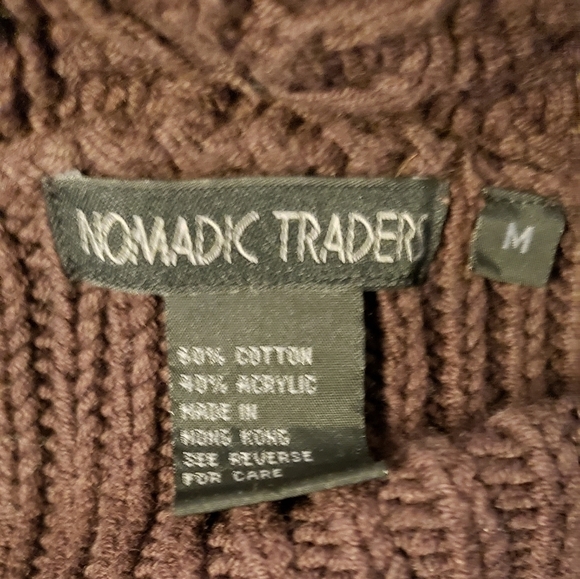 NOMADIC TRADERS
M
60% COTTON
40% ACRYLIC
MADE IN
HONG KONG
SEE REVERSE
FOR CARE